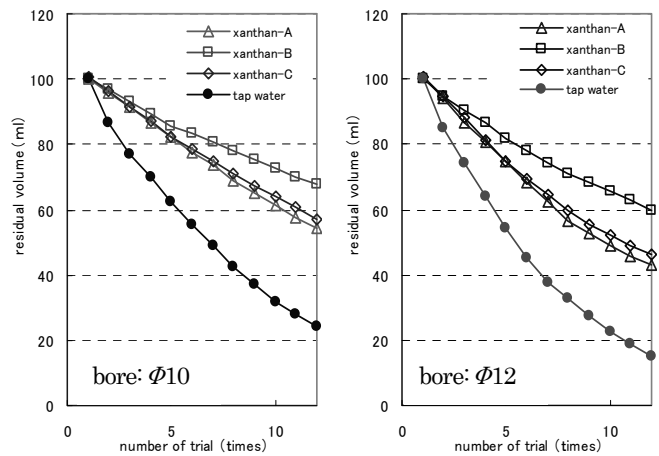 120
100
80
60
40
20
0
residual volume (ml)
xanthan-A
xanthan-B
xanthan-C
tap water
bore: Φ10
0
5
10
number of trial (times)
120
100
80
60
40
20
0
residual volume (ml)
xanthan-A
xanthan-B
xanthan-C
tap water
bore: Φ12
0
5
10
number of trial (times)